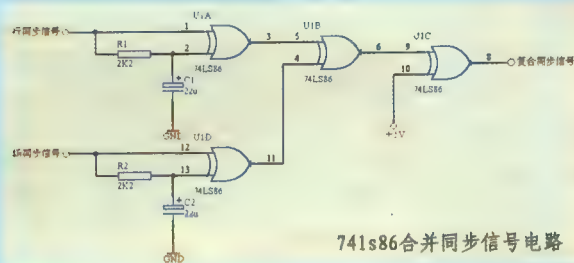 U1A
行同步信号
1
2
3
R1
2K2
74LS86
C1
22u
GND
U1B
5
4
6
74LS86
U1C
9
10
8
复合同步信号
74LS86
+5V
U1D
场同步信号
12
13
11
R2
2K2
74LS86
C2
22u
GND
741s86合并同步信号电路